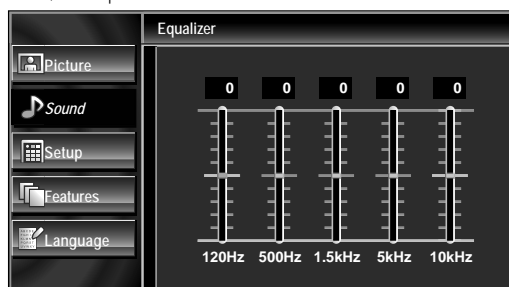 Equalizer
Picture
Sound
Setup
Features
Language
0 0 0 0 0
120Hz 500Hz 1.5kHz 5kHz 10kHz